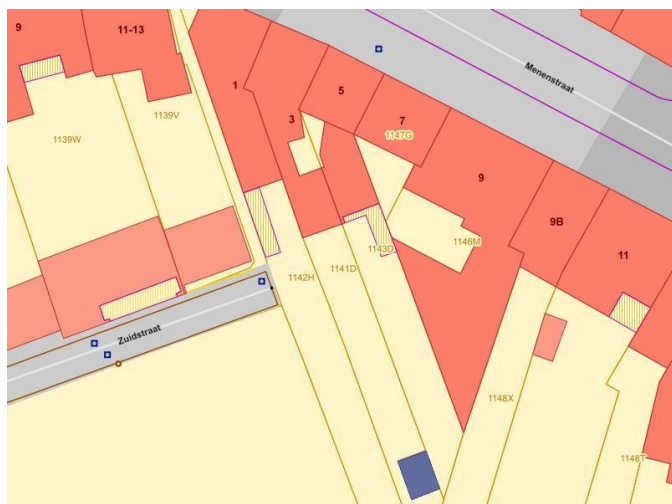 9
11-13
Menenstraat
1
5
1139V
3
7
1147G
1139W
9
9B
1146M
1143D
11
1141D
1142H
Zuidstraat
1148X
1148T